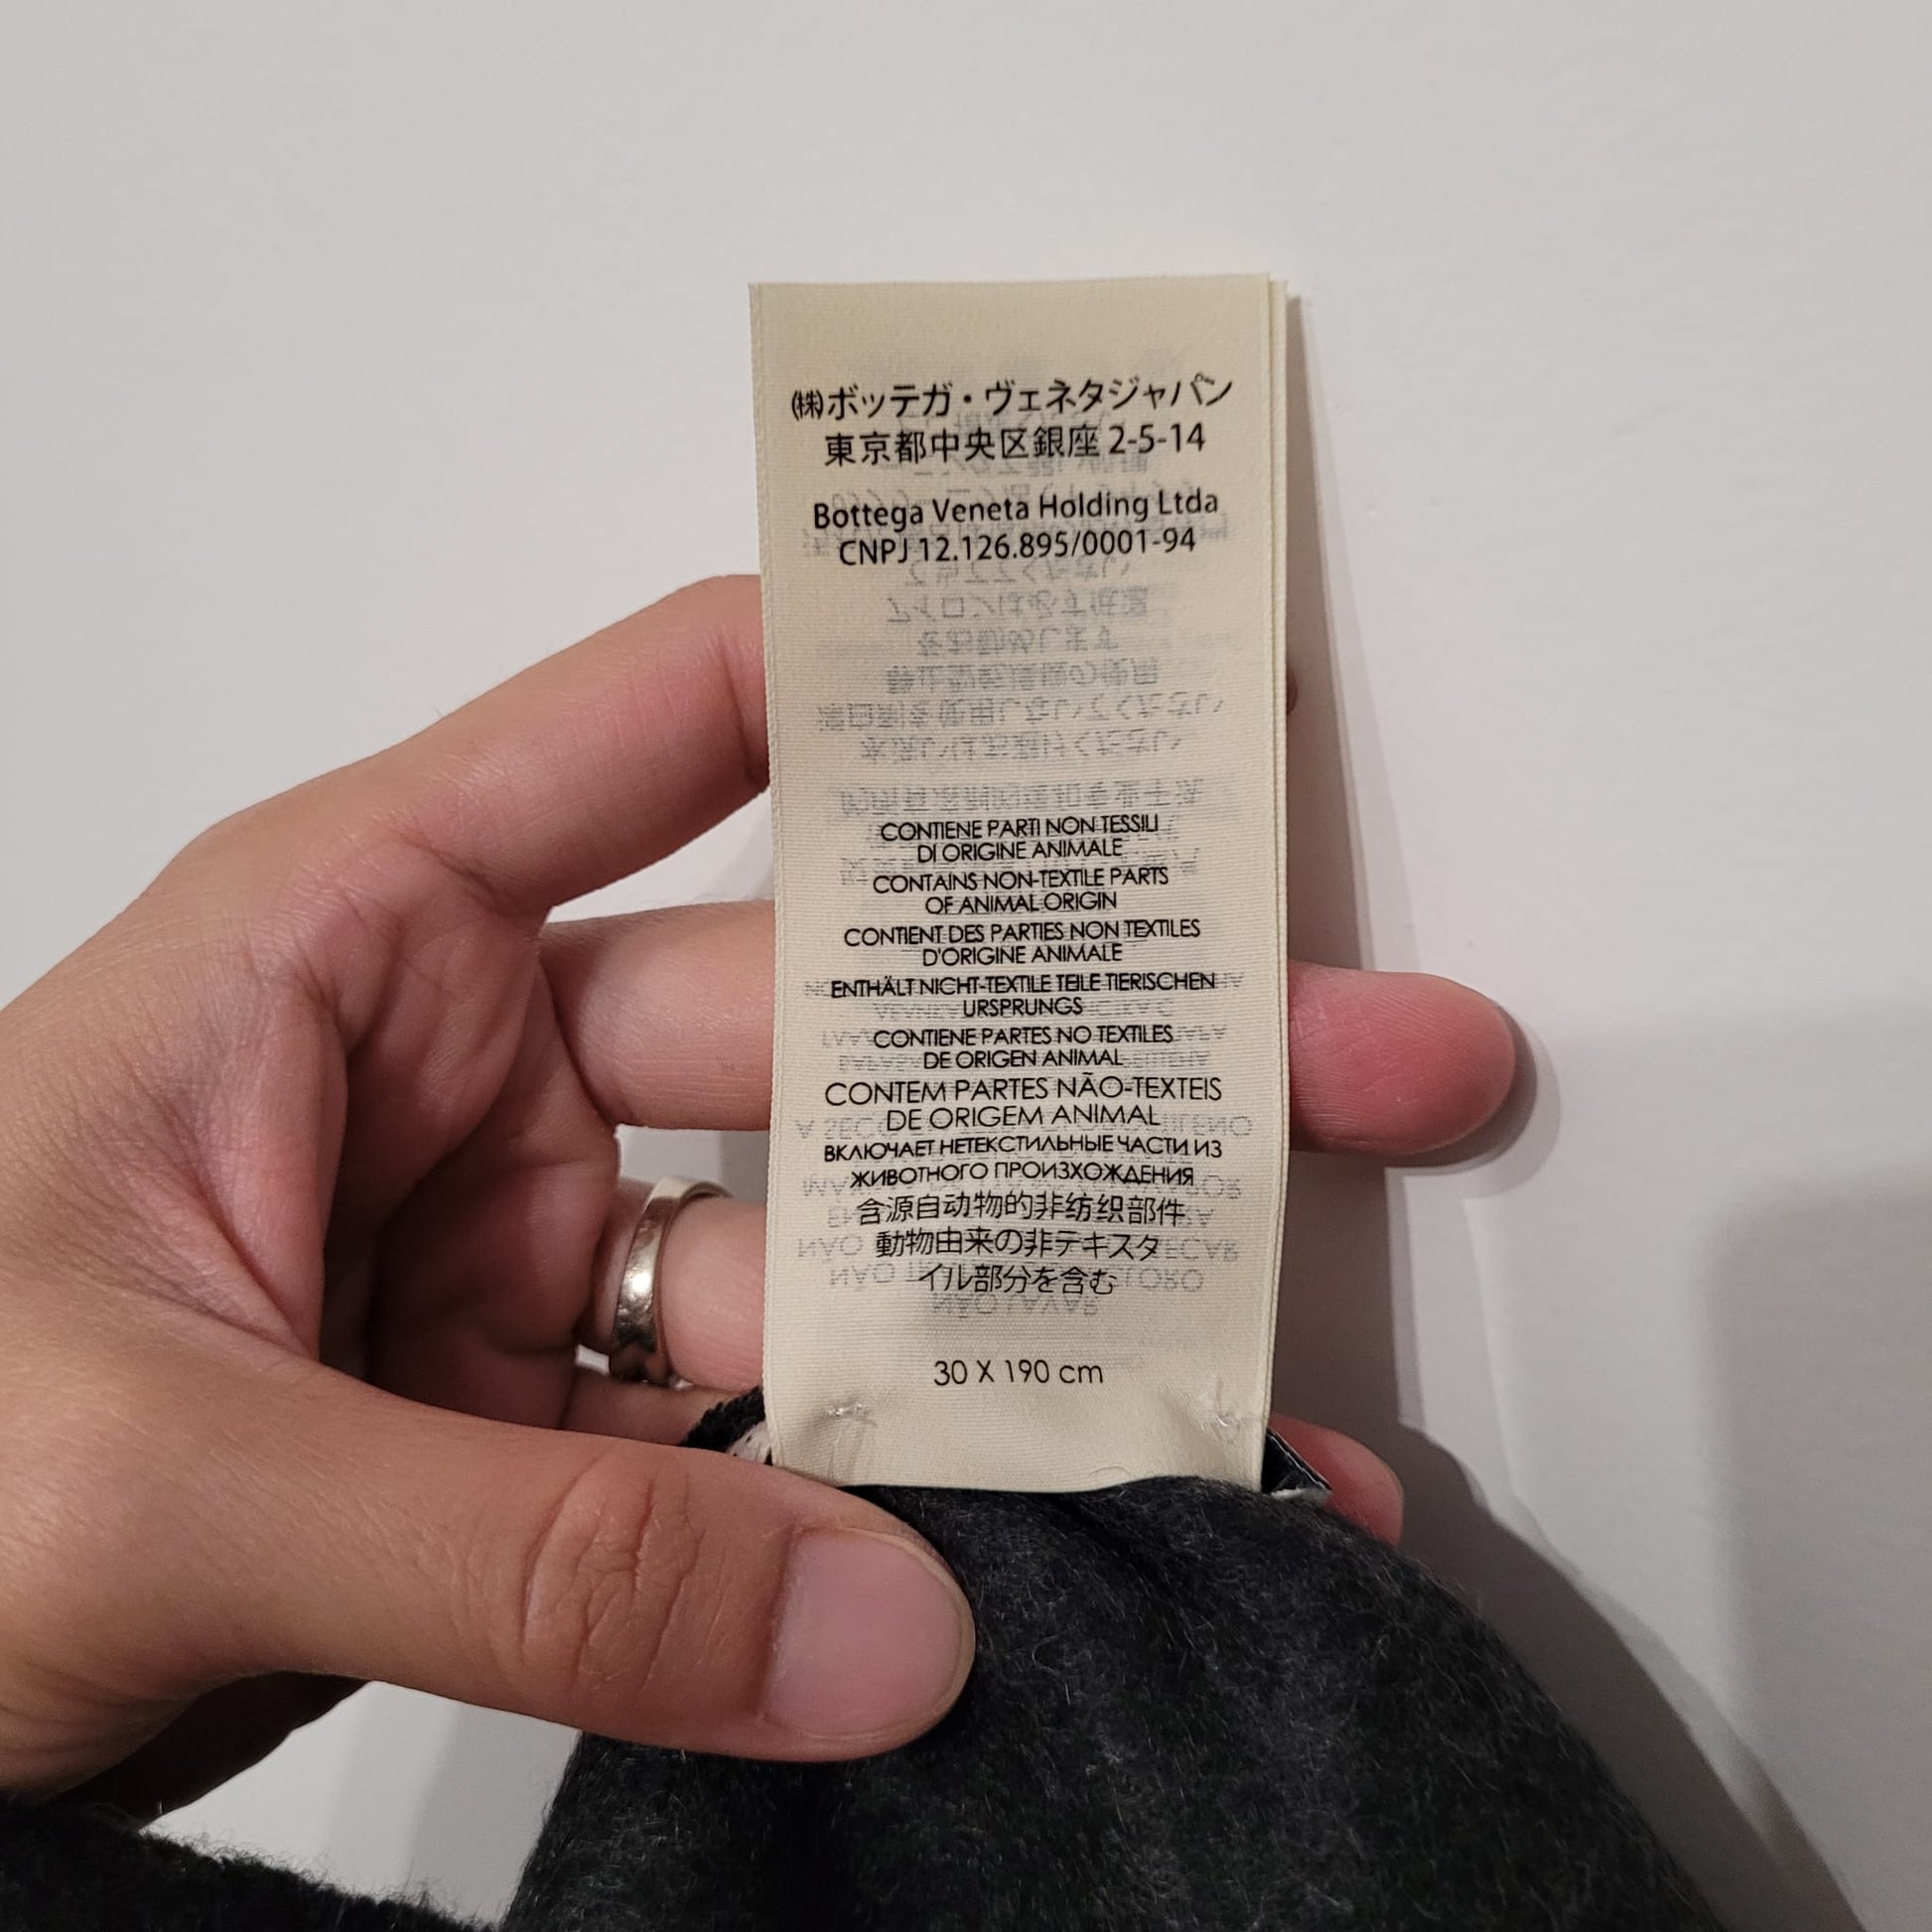 ㈱ボッテガ・ヴェネタジャパン
東京都中央区銀座 2-5-14
Bottega Veneta Holding Ltda
CNPJ 12.126.895/0001-94
CONTIENE PARTI NON TESSILI
DI ORIGINE ANIMALE
CONTAINS NON-TEXTILE PARTS
OF ANIMAL ORIGIN
CONTIENT DES PARTIES NON TEXTILES
D'ORIGINE ANIMALE
ENTHÄLT NICHT-TEXTILE TEILE TIERISCHEN
URSPRUNGS
CONTIENE PARTES NO TEXTILES
DE ORIGEN ANIMAL
CONTEM PARTES NÃO-TEXTEIS
DE ORIGEM ANIMAL
ВКЛЮЧАЕТ НЕТЕКСТИЛЬНЫЕ ЧАСТИ ИЗ
ЖИВОТНОГО ПРОИЗХОЖДЕНИЯ
含源自动物的非纺织部件
動物由来の非テキスタ
イル部分を含む
30 X 190 cm